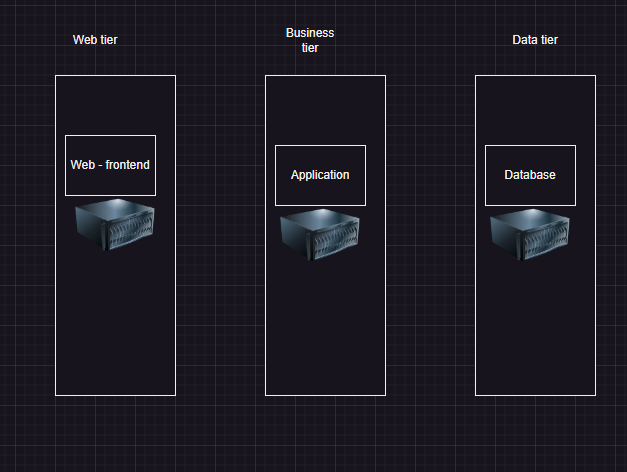 Web tier
Business
tier
Data tier
Web - frontend
Application
Database